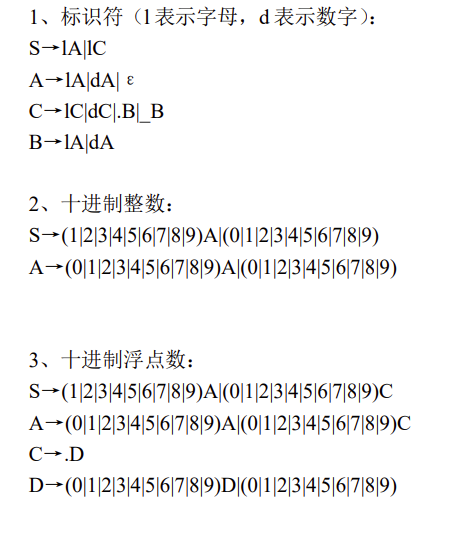 1、标识符（l 表示字母，d 表示数字）：
S→lA|lC
A→lA|dA| ε
C→lC|dC|.B|_B
B→lA|dA
2、十进制整数：
S→(1|2|3|4|5|6|7|8|9)A|(0|1|2|3|4|5|6|7|8|9)
A→(0|1|2|3|4|5|6|7|8|9)A|(0|1|2|3|4|5|6|7|8|9)
3、十进制浮点数：
S→(1|2|3|4|5|6|7|8|9)A|(0|1|2|3|4|5|6|7|8|9)C
A→(0|1|2|3|4|5|6|7|8|9)A|(0|1|2|3|4|5|6|7|8|9)C
C→.D
D→(0|1|2|3|4|5|6|7|8|9)D|(0|1|2|3|4|5|6|7|8|9)